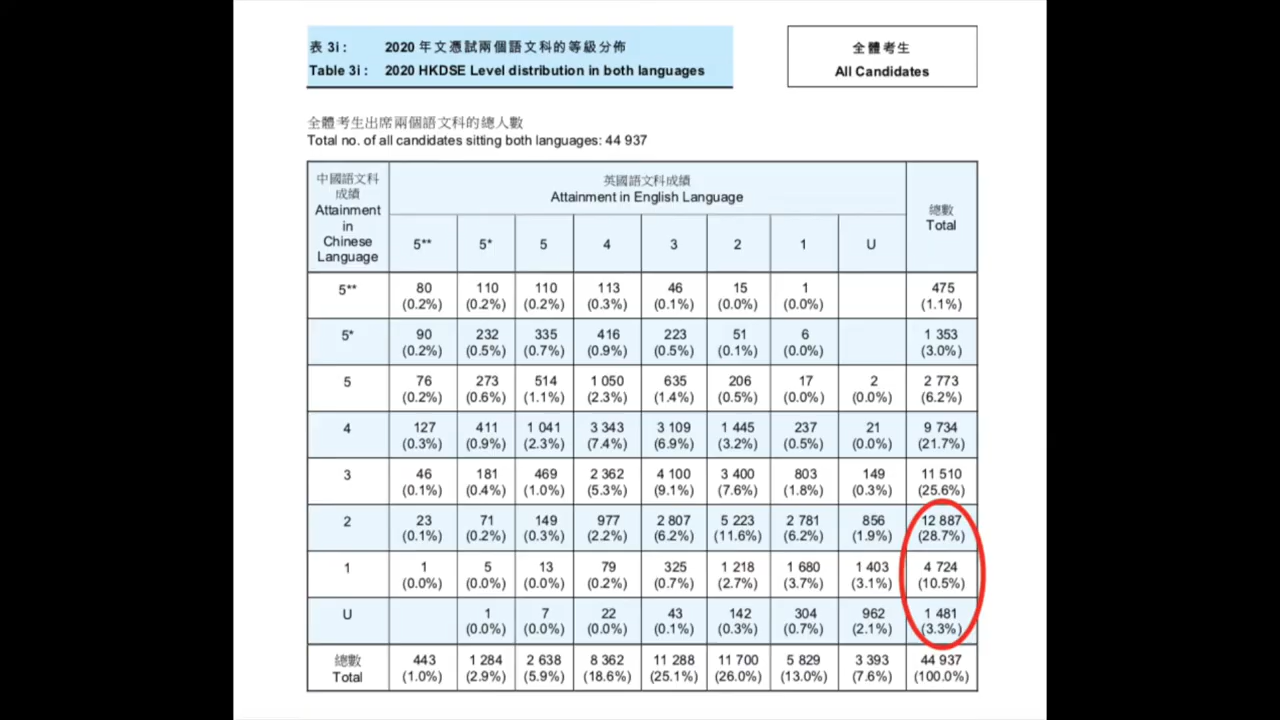 表 3i : 2020 年文憑試兩個語文科的等級分佈
Table 3i : 2020 HKDSE Level distribution in both languages
全體考生
All Candidates
全體考生出席兩個語文科的總人數
Total no. of all candidates sitting both languages: 44 937
中國語文科
成績
Attainment
in
Chinese
Language
英國語文科成績
Attainment in English Language
總數
Total
5** 5* 5 4 3 2 1 U
5** 80 110 110 113 46 15 1 475
(0.2%) (0.2%) (0.2%) (0.3%) (0.1%) (0.0%) (0.0%) (1.1%)
5* 90 232 335 416 223 51 6 1 353
(0.2%) (0.5%) (0.7%) (0.9%) (0.5%) (0.1%) (0.0%) (3.0%)
5 76 273 514 1 050 635 206 17 2 2 773
(0.2%) (0.6%) (1.1%) (2.3%) (1.4%) (0.5%) (0.0%) (0.0%) (6.2%)
4 127 411 1 041 3 343 3 109 1 445 237 21 9 734
(0.3%) (0.9%) (2.3%) (7.4%) (6.9%) (3.2%) (0.5%) (0.0%) (21.7%)
3 46 181 469 2 362 4 100 3 400 803 149 11 510
(0.1%) (0.4%) (1.0%) (5.3%) (9.1%) (7.6%) (1.8%) (0.3%) (25.6%)
2 23 71 149 977 2 807 5 223 2 781 856 12 887
(0.1%) (0.2%) (0.3%) (2.2%) (6.2%) (11.6%) (6.2%) (1.9%) (28.7%)
1 1 5 13 79 325 1 218 1 680 1 403 4 724
(0.0%) (0.0%) (0.0%) (0.2%) (0.7%) (2.7%) (3.7%) (3.1%) (10.5%)
U 1 7 22 43 142 304 962 1 481
(0.0%) (0.0%) (0.0%) (0.1%) (0.3%) (0.7%) (2.1%) (3.3%)
總數 443 1 284 2 638 8 362 11 288 11 700 5 829 3 393 44 937
Total (1.0%) (2.9%) (5.9%) (18.6%) (25.1%) (26.0%) (13.0%) (7.6%) (100.0%)